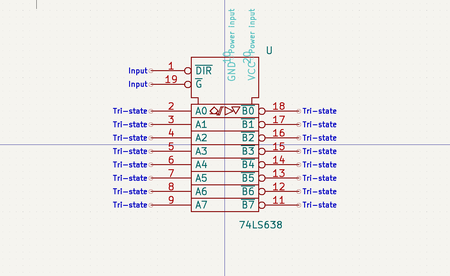 Power Input
Power Input
10
20
GND
VCC
U
Input 1 DIR
Input 19 G
Tri-state 2 A0 B0 18 Tri-state
Tri-state 3 A1 B1 17 Tri-state
Tri-state 4 A2 B2 16 Tri-state
Tri-state 5 A3 B3 15 Tri-state
Tri-state 6 A4 B4 14 Tri-state
Tri-state 7 A5 B5 13 Tri-state
Tri-state 8 A6 B6 12 Tri-state
Tri-state 9 A7 B7 11 Tri-state
74LS638